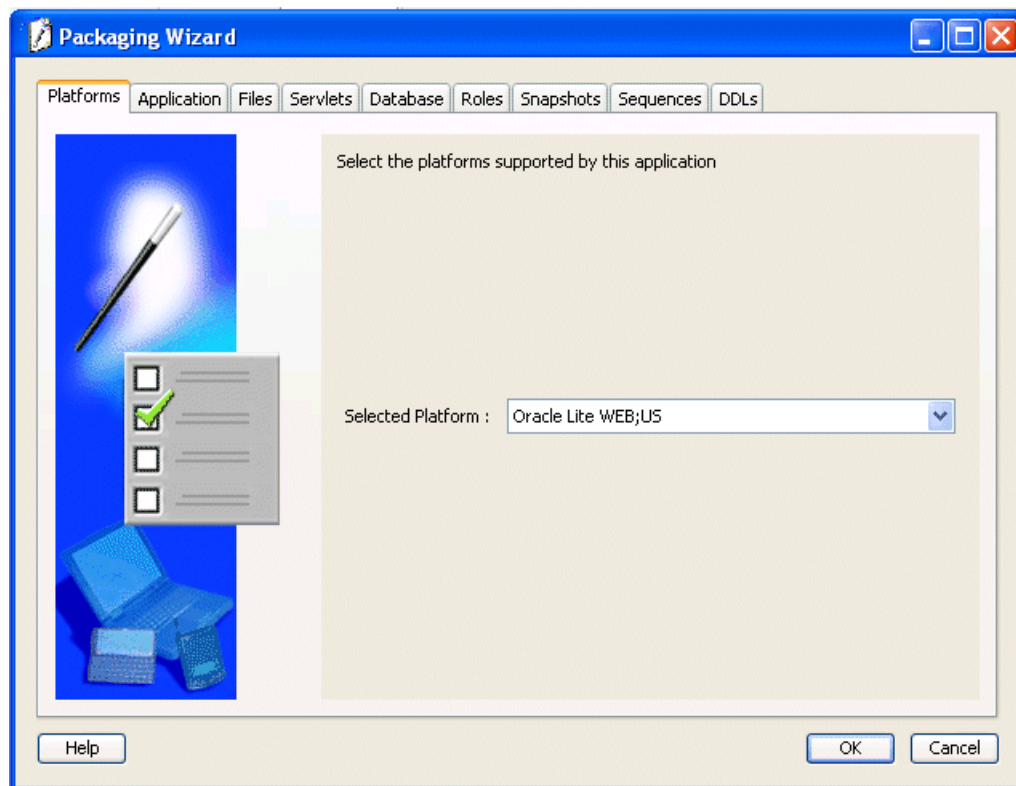 Packaging Wizard
Platforms Application Files Servlets Database Roles Snapshots Sequences DDLs
Select the platforms supported by this application
Selected Platform : Oracle Lite WEB;US
Help OK Cancel